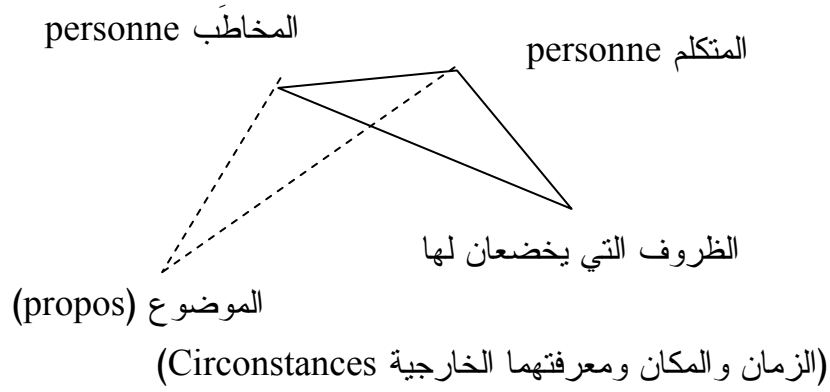 المتكلم personne
المخاطَب personne
الظروف التي يخضعان لها
الموضوع (propos)
(الزمان والمكان ومعرفتهما الخارجية Circonstances)